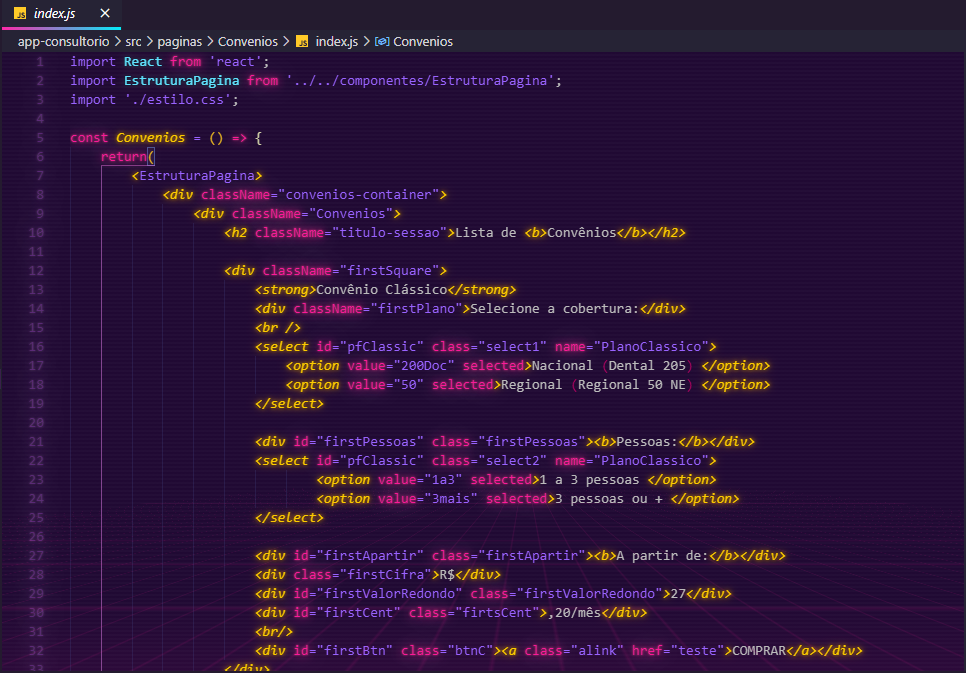 JS index.js ×
app-consultorio > src > paginas > Convenios > JS index.js > Convenios
1 import React from 'react';
2 import EstruturaPagina from '../../componentes/EstruturaPagina';
3 import './estilo.css';
4
5 const Convenios = () => {
6 return(
7 <EstruturaPagina>
8 <div className="convenios-container">
9 <div className="Convenios">
10 <h2 className="titulo-sessao">Lista de <b>Convênios</b></h2>
11
12 <div className="firstSquare">
13 <strong>Convênio Clássico</strong>
14 <div className="firstPlano">Selecione a cobertura:</div>
15 <br />
16 <select id="pfClassic" class="select1" name="PlanoClassico">
17 <option value="200Doc" selected>Nacional (Dental 205) </option>
18 <option value="50" selected>Regional (Regional 50 NE) </option>
19 </select>
20
21 <div id="firstPessoas" class="firstPessoas"><b>Pessoas:</b></div>
22 <select id="pfClassic" class="select2" name="PlanoClassico">
23 <option value="1a3" selected>1 a 3 pessoas </option>
24 <option value="3mais" selected>3 pessoas ou + </option>
25 </select>
26
27 <div id="firstApartir" class="firstApartir"><b>A partir de:</b></div>
28 <div class="firstCifra">R$</div>
29 <div id="firstValorRedondo" class="firstValorRedondo">27</div>
30 <div id="firstCent" class="firtsCent">,20/mês</div>
31 <br/>
32 <div id="firstBtn" class="btnC"><a class="alink" href="teste">COMPRAR</a></div>
33 </div>